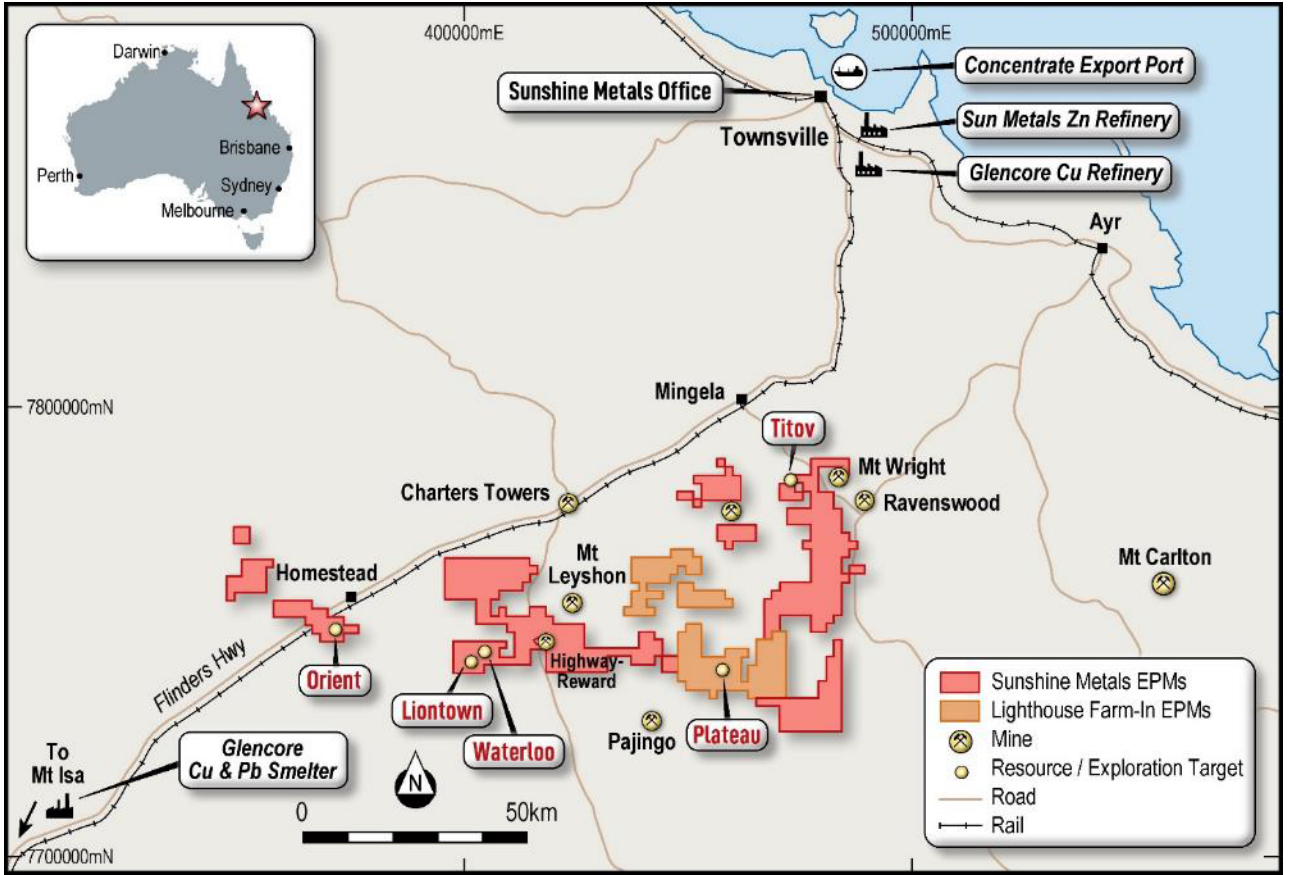 400000mE
500000mE
Darwin
Brisbane
Perth
Sydney
Melbourne
Sunshine Metals Office
Concentrate Export Port
Townsville
Sun Metals Zn Refinery
Glencore Cu Refinery
Ayr
7800000mN
Mingela
Titov
Mt Wright
Ravenswood
Charters Towers
Mt Carlton
Homestead
Mt
Leyshon
Highway-
Reward
Orient
Liontown
Waterloo
Pajingo
Plateau
Flinders Hwy
To
Mt Isa
Glencore
Cu & Pb Smelter
N
0
50km
7700000mN
Sunshine Metals EPMs
Lighthouse Farm-In EPMs
Mine
Resource / Exploration Target
Road
Rail